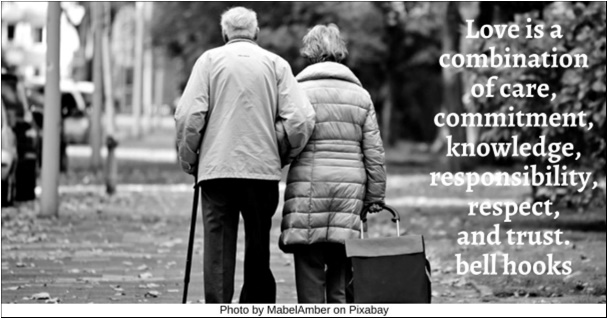 Love is a
combination
of care,
commitment,
knowledge,
responsibility,
respect,
and trust.
bell hooks
Photo by MabelAmber on Pixabay